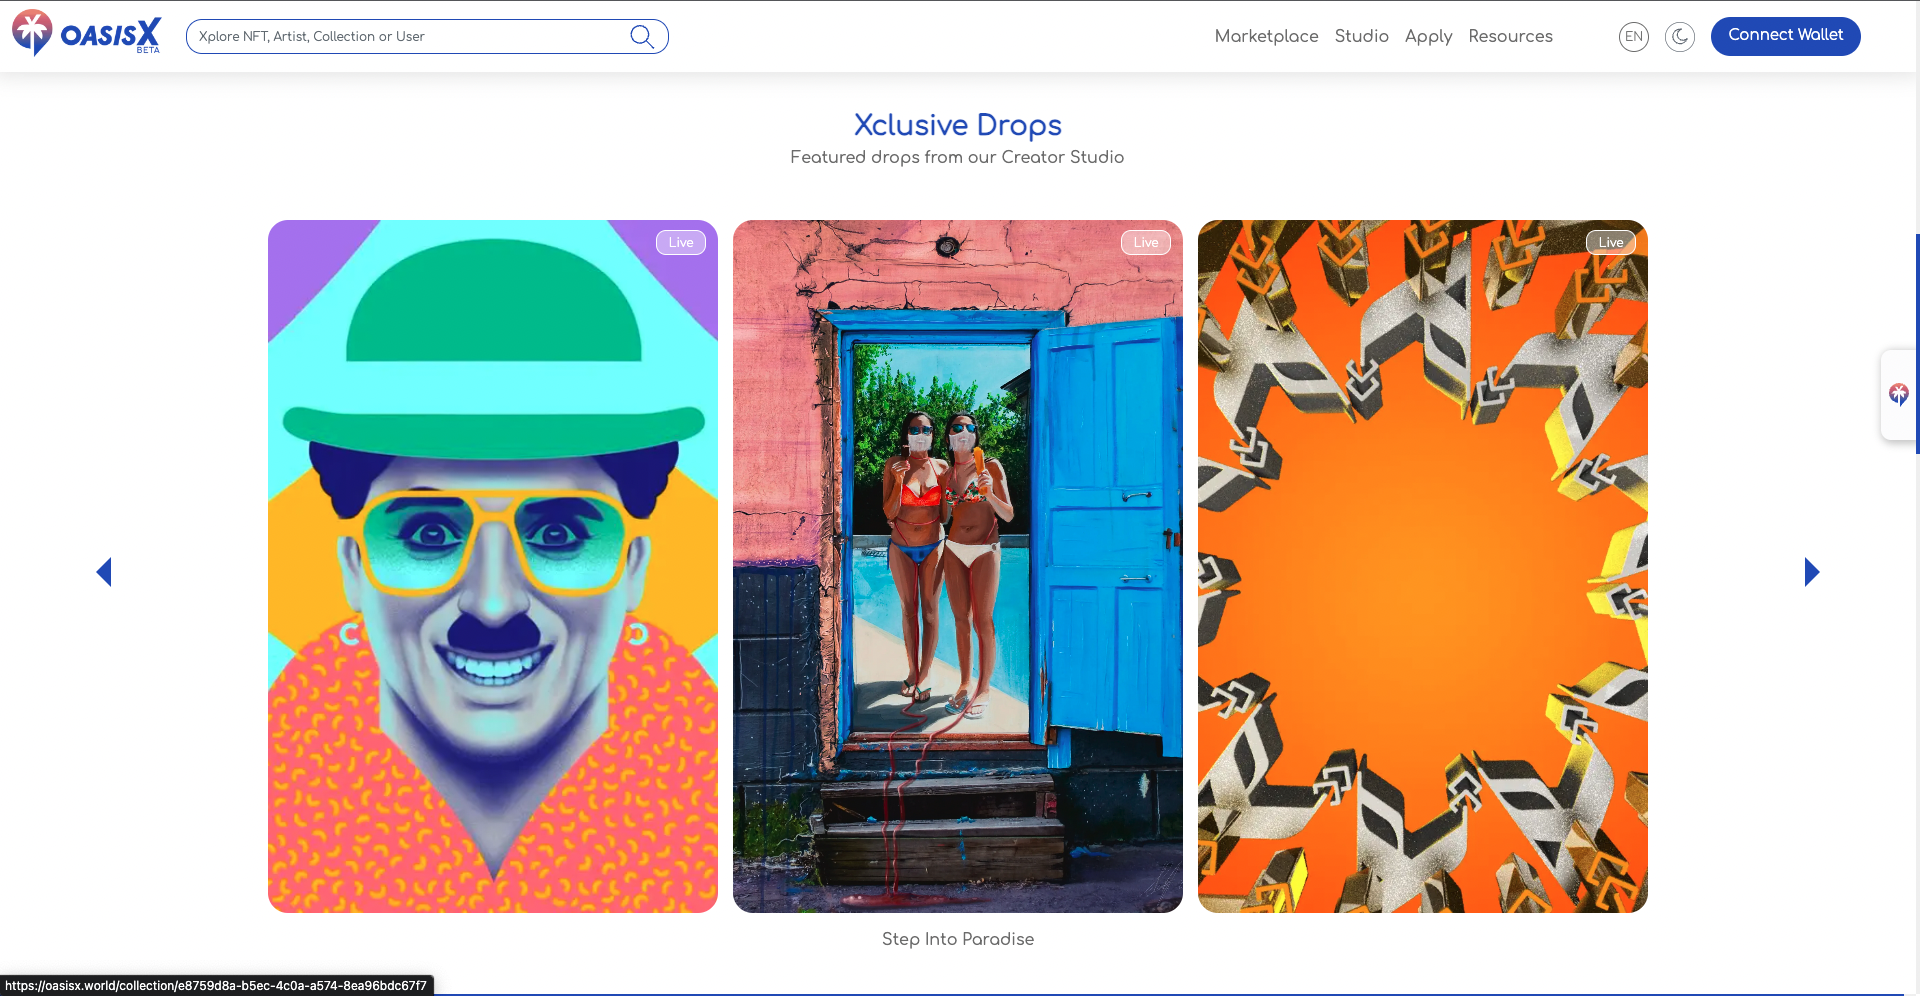 OASISX
BETA
Xplore NFT, Artist, Collection or User
Marketplace
Studio
Apply
Resources
EN
Connect Wallet
Xclusive Drops
Featured drops from our Creator Studio
Live
Live
Live
Step Into Paradise
https://oasisx.world/collection/e8759d8a-b5ec-4c0a-a574-8ea96bdc67f7